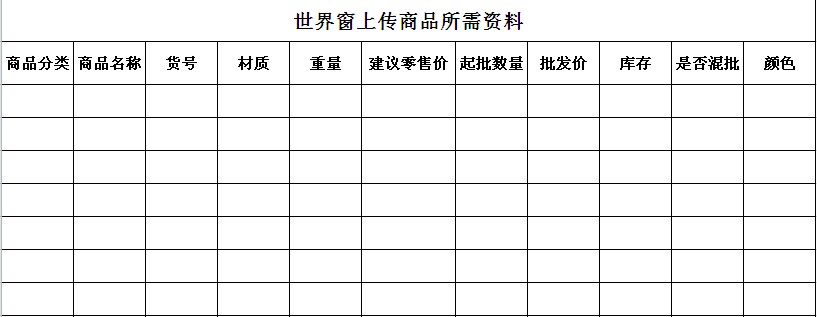 世界窗上传商品所需资料
商品分类 商品名称 货号 材质 重量 建议零售价 起批数量 批发价 库存 是否混批 颜色